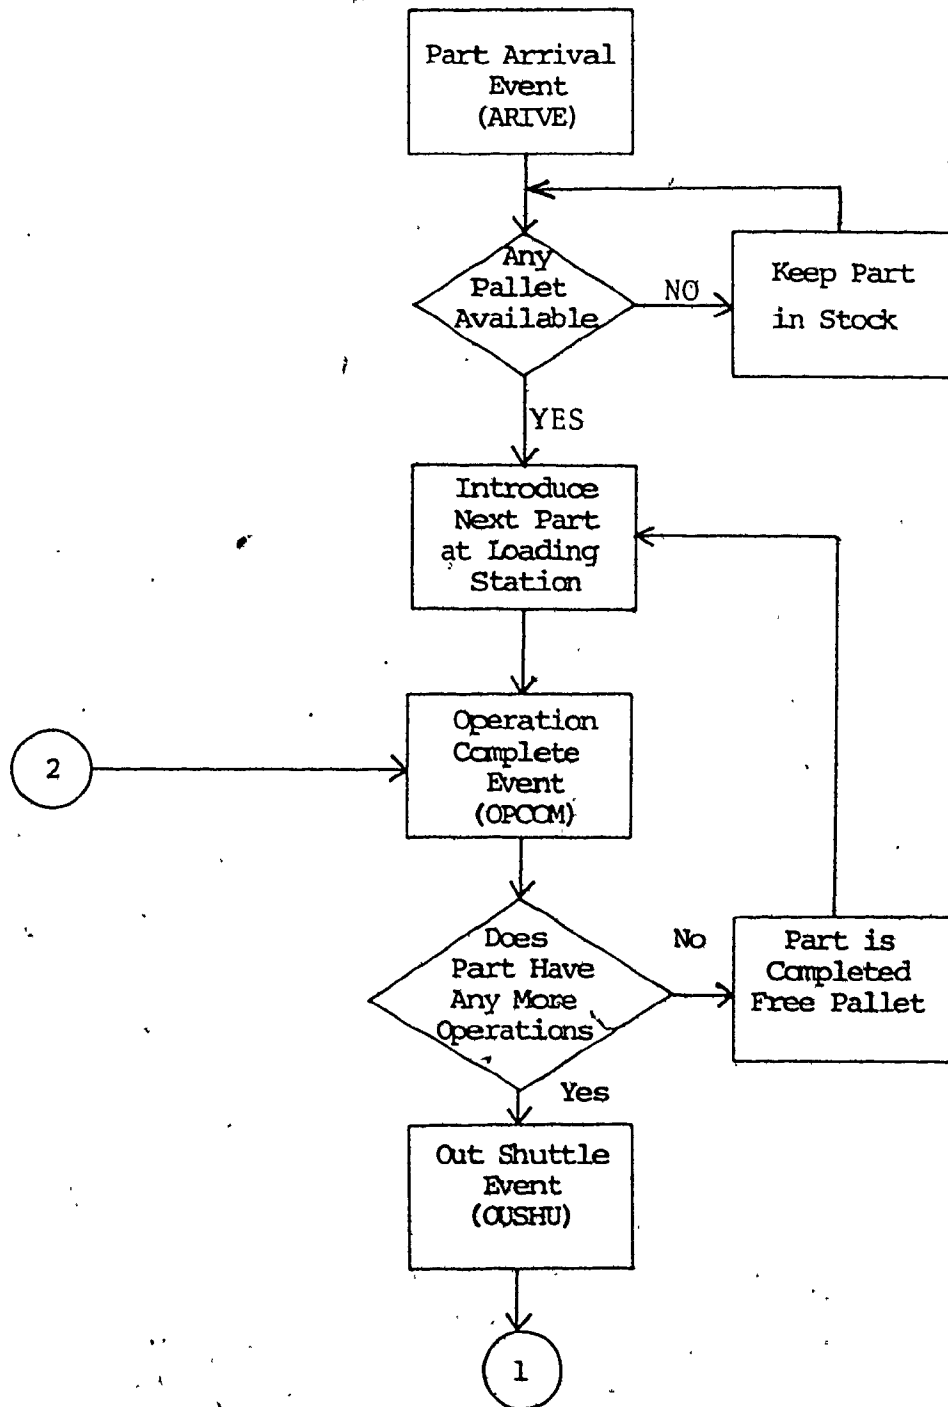 Part Arrival
Event
(ARIVE)
Any
Pallet
Available
NO
Keep Part
in Stock
YES
Introduce
Next Part
at Loading
Station
2
Operation
Complete
Event
(OPCOM)
Does
Part Have
Any More
Operations
No
Part is
Completed
Free Pallet
Yes
Out Shuttle
Event
(OUSHU)
1